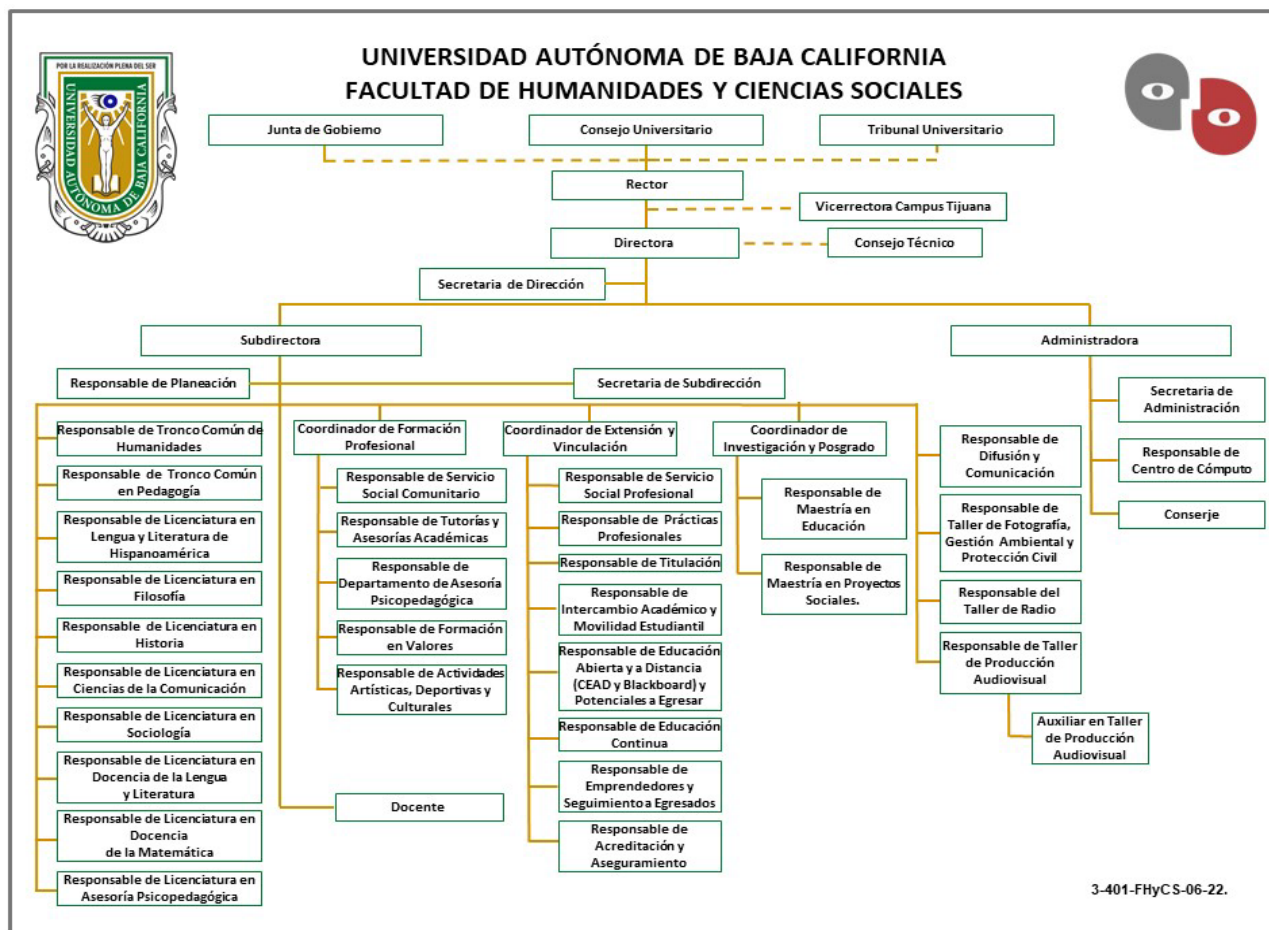 UNIVERSIDAD AUTÓNOMA DE BAJA CALIFORNIA
FACULTAD DE HUMANIDADES Y CIENCIAS SOCIALES
POR LA REALIZACIÓN PLENA DEL SER
UNIVERSIDAD AUTÓNOMA DE BAJA CALIFORNIA
Junta de Gobierno
Consejo Universitario
Tribunal Universitario
Rector
Vicerrectora Campus Tijuana
Directora
Consejo Técnico
Secretaria de Dirección
Subdirectora
Administradora
Responsable de Planeación
Secretaria de Subdirección
Responsable de Tronco Común de
Humanidades
Responsable de Tronco Común
en Pedagogía
Responsable de Licenciatura en
Lengua y Literatura de
Hispanoamérica
Responsable de Licenciatura en
Filosofía
Responsable de Licenciatura en
Historia
Responsable de Licenciatura en
Ciencias de la Comunicación
Responsable de Licenciatura en
Sociología
Responsable de Licenciatura en
Docencia de la Lengua
y Literatura
Responsable de Licenciatura en
Docencia
de la Matemática
Responsable de Licenciatura en
Asesoría Psicopedagógica
Coordinador de Formación
Profesional
Responsable de Servicio
Social Comunitario
Responsable de Tutorías y
Asesorías Académicas
Responsable de
Departamento de Asesoría
Psicopedagógica
Responsable de Formación
en Valores
Responsable de Actividades
Artísticas, Deportivas y
Culturales
Docente
Coordinador de Extensión y
Vinculación
Responsable de Servicio
Social Profesional
Responsable de Prácticas
Profesionales
Responsable de Titulación
Responsable de
Intercambio Académico y
Movilidad Estudiantil
Responsable de Educación
Abierta y a Distancia
(CEAD y Blackboard) y
Potenciales a Egresar
Responsable de Educación
Continua
Responsable de
Emprendedores y
Seguimiento a Egresados
Responsable de
Acreditación y
Aseguramiento
Coordinador de
Investigación y Posgrado
Responsable de
Maestría en
Educación
Responsable de
Maestría en Proyectos
Sociales.
Responsable de
Difusión y
Comunicación
Responsable de
Taller de Fotografía,
Gestión Ambiental y
Protección Civil
Responsable del
Taller de Radio
Responsable de Taller
de Producción
Audiovisual
Auxiliar en Taller
de Producción
Audiovisual
Secretaria de
Administración
Responsable de
Centro de Cómputo
Conserje
3-401-FHyCS-06-22.